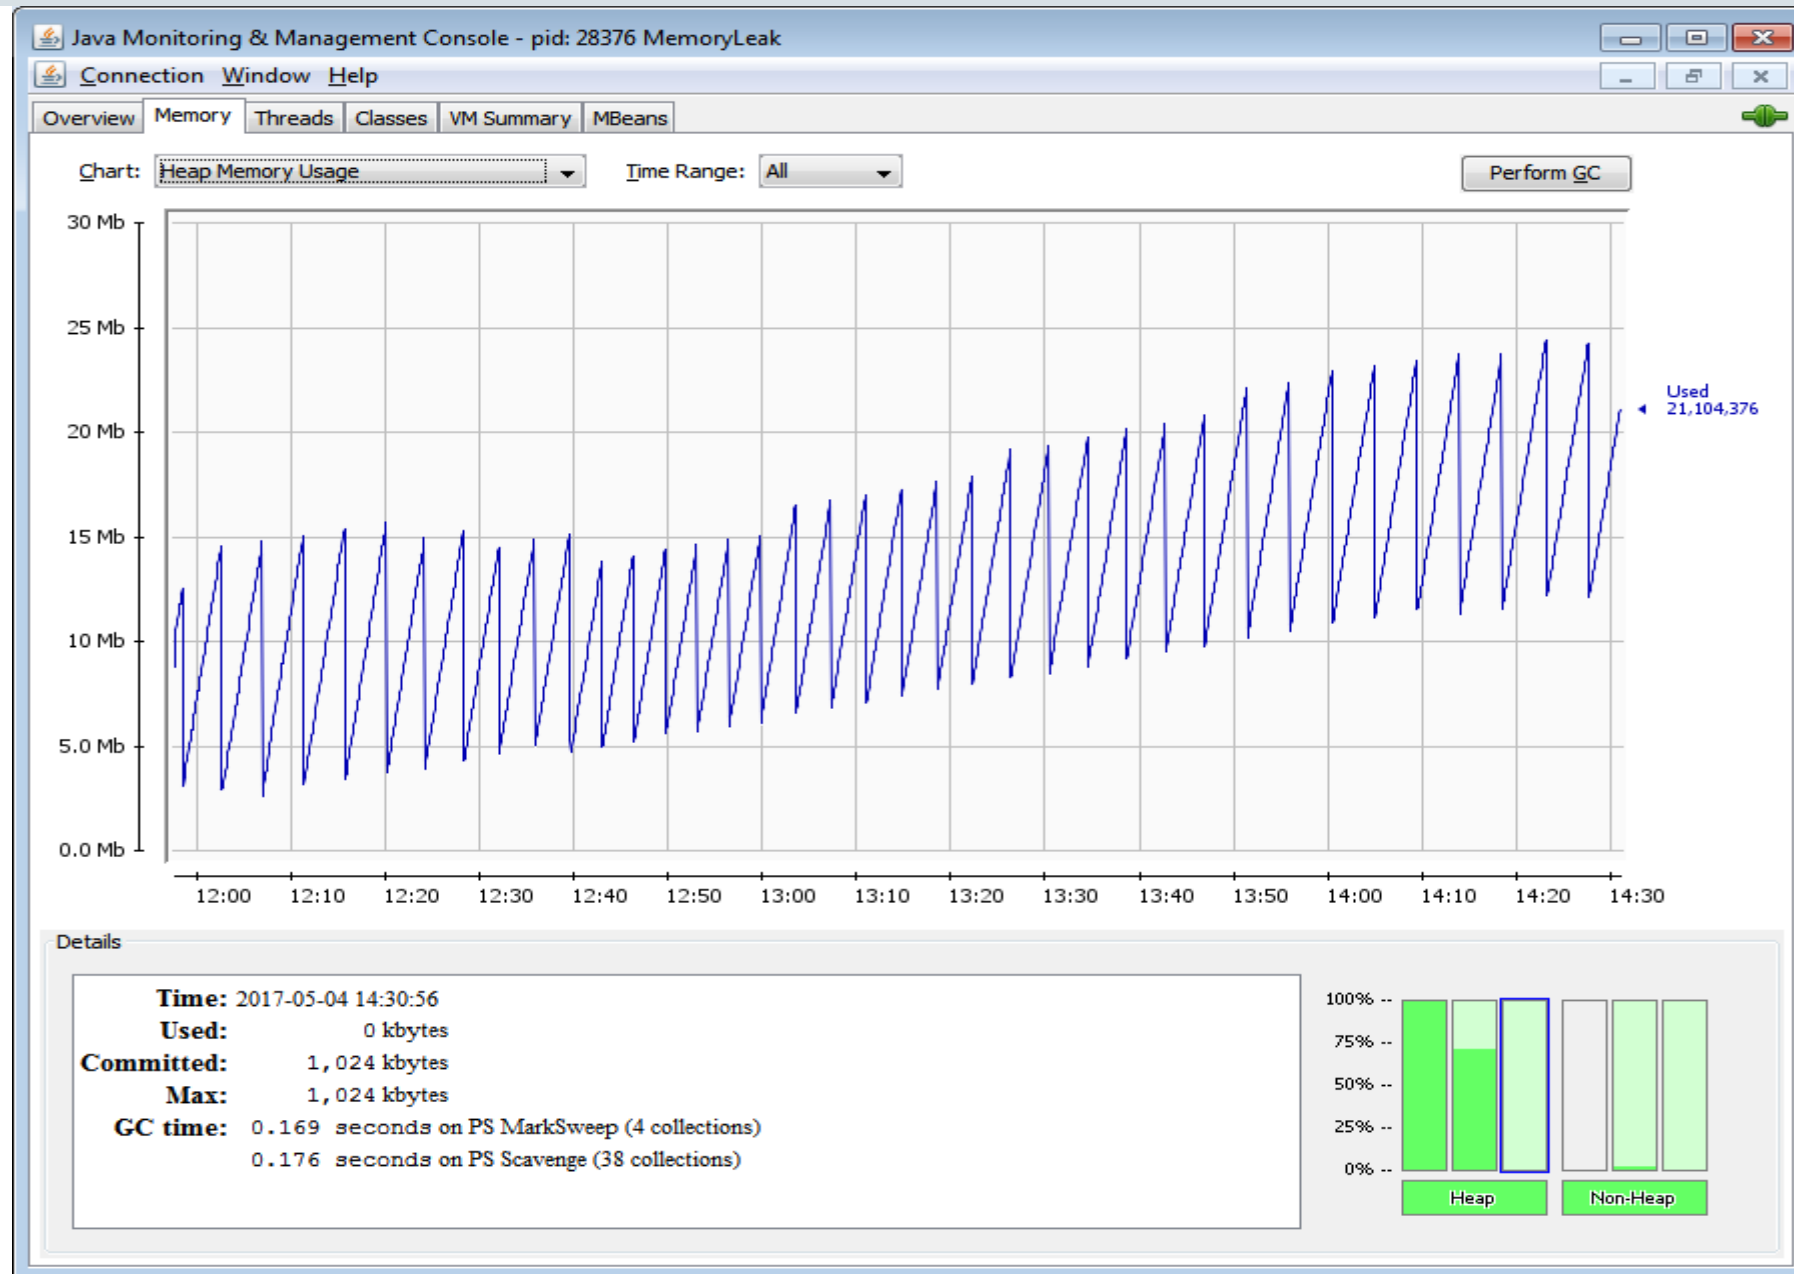 Java Monitoring & Management Console - pid: 28376 MemoryLeak
Connection Window Help
Overview Memory Threads Classes VM Summary MBeans
Chart: Heap Memory Usage Time Range: All Perform GC
30 Mb
25 Mb
20 Mb
15 Mb
10 Mb
5.0 Mb
0.0 Mb
Used
21,104,376
12:00 12:10 12:20 12:30 12:40 12:50 13:00 13:10 13:20 13:30 13:40 13:50 14:00 14:10 14:20 14:30
Details
Time: 2017-05-04 14:30:56
Used: 0 kbytes
Committed: 1,024 kbytes
Max: 1,024 kbytes
GC time: 0.169 seconds on PS MarkSweep (4 collections)
0.176 seconds on PS Scavenge (38 collections)
100% --
75% --
50% --
25% --
0% --
Heap Non-Heap